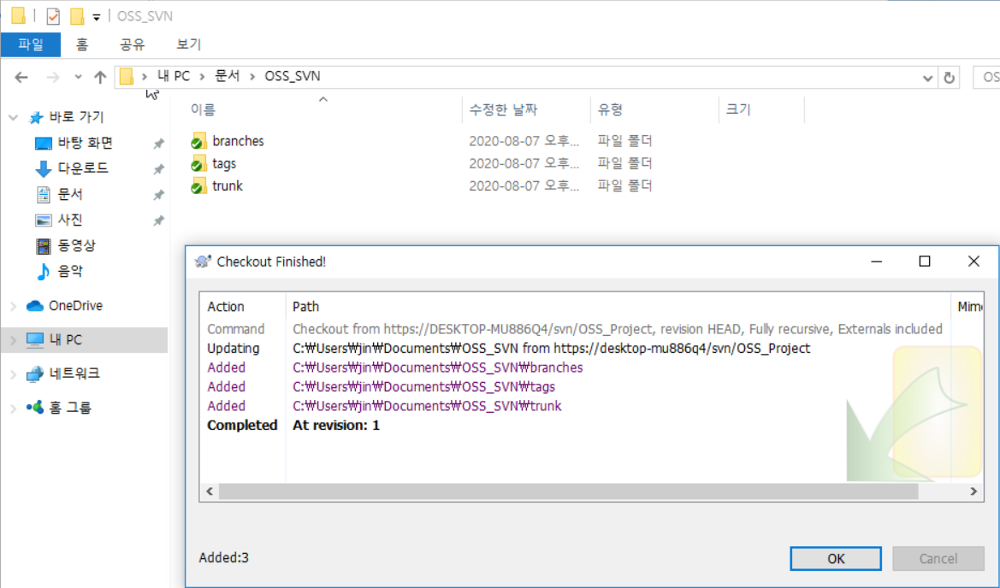 OSS_SVN
파일 홈 공유 보기
내 PC 문서 OSS_SVN OS
이름 수정한 날짜 유형 크기
바로 가기
바탕 화면
다운로드
문서
사진
동영상
음악
OneDrive
내 PC
네트워크
홈 그룹
branches 2020-08-07 오후... 파일 폴더
tags 2020-08-07 오후... 파일 폴더
trunk 2020-08-07 오후... 파일 폴더
Checkout Finished!
Action Path Mime
Command Checkout from https://DESKTOP-MU886Q4/svn/OSS_Project, revision HEAD, Fully recursive, Externals included
Updating C:₩Users₩jin₩Documents₩OSS_SVN from https://desktop-mu886q4/svn/OSS_Project
Added C:₩Users₩jin₩Documents₩OSS_SVN₩branches
Added C:₩Users₩jin₩Documents₩OSS_SVN₩tags
Added C:₩Users₩jin₩Documents₩OSS_SVN₩trunk
Completed At revision: 1
Added:3
OK Cancel